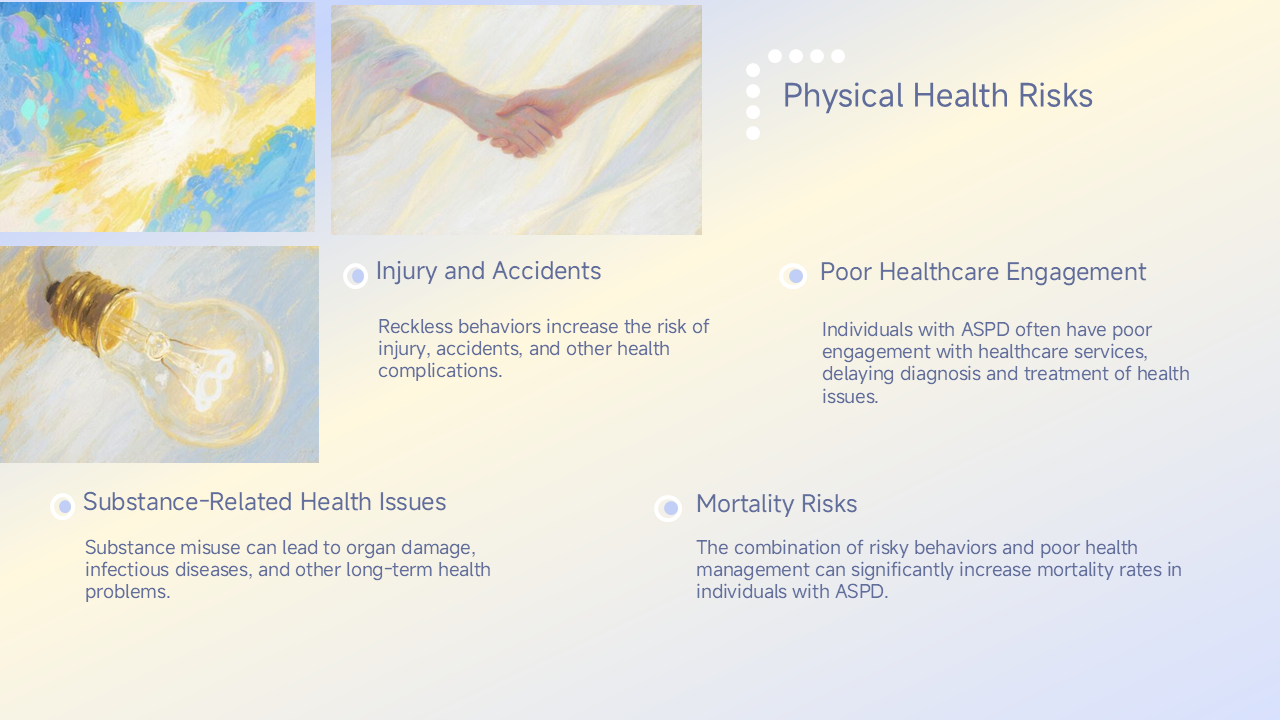 Physical Health Risks
Injury and Accidents
Reckless behaviors increase the risk of
injury, accidents, and other health
complications.
Poor Healthcare Engagement
Individuals with ASPD often have poor
engagement with healthcare services,
delaying diagnosis and treatment of health
issues.
Substance-Related Health Issues
Substance misuse can lead to organ damage,
infectious diseases, and other long-term health
problems.
Mortality Risks
The combination of risky behaviors and poor health
management can significantly increase mortality rates in
individuals with ASPD.